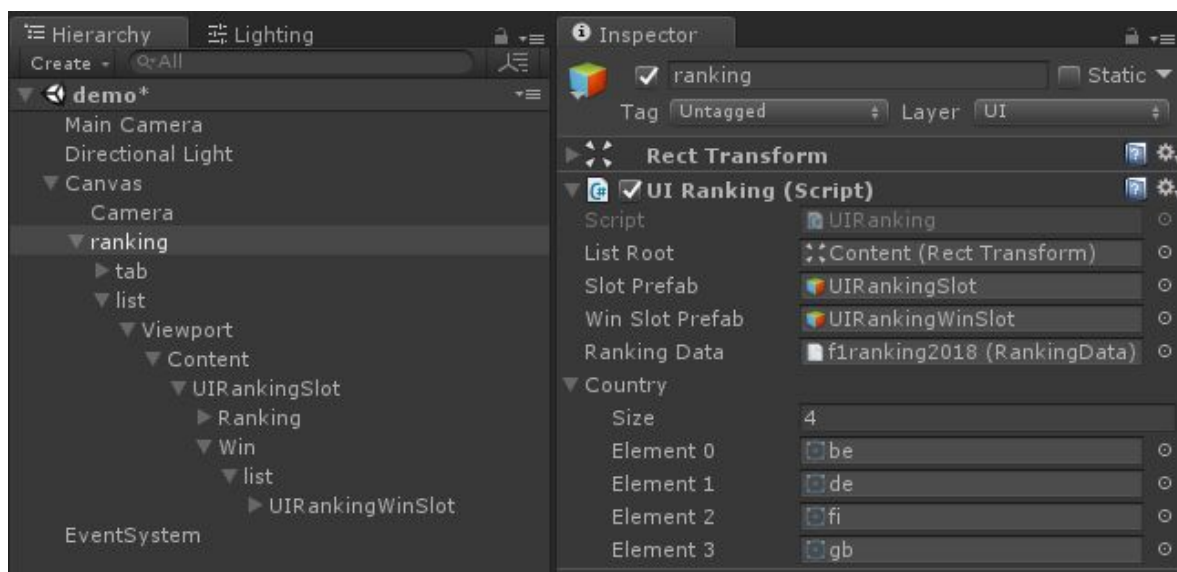 Hierarchy
Lighting
Create
All
demo*
Main Camera
Directional Light
Canvas
Camera
ranking
tab
list
Viewport
Content
UIRankingSlot
Ranking
Win
list
UIRankingWinSlot
EventSystem
Inspector
ranking
Static
Tag Untagged Layer UI
Rect Transform
UI Ranking (Script)
Script UIRanking
List Root Content (Rect Transform)
Slot Prefab UIRankingSlot
Win Slot Prefab UIRankingWinSlot
Ranking Data f1ranking2018 (RankingData)
Country
Size 4
Element 0 be
Element 1 de
Element 2 fi
Element 3 gb